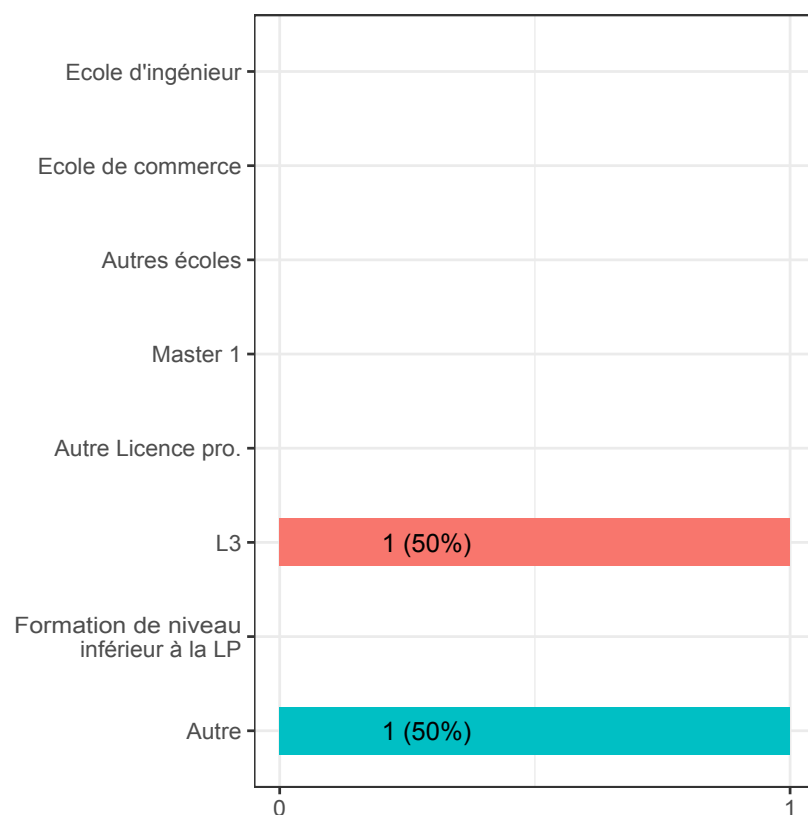 Ecole d'ingénieur
Ecole de commerce
Autres écoles
Master 1
Autre Licence pro.
L3
1 (50%)
Formation de niveau
inférieur à la LP
Autre
1 (50%)
0
1